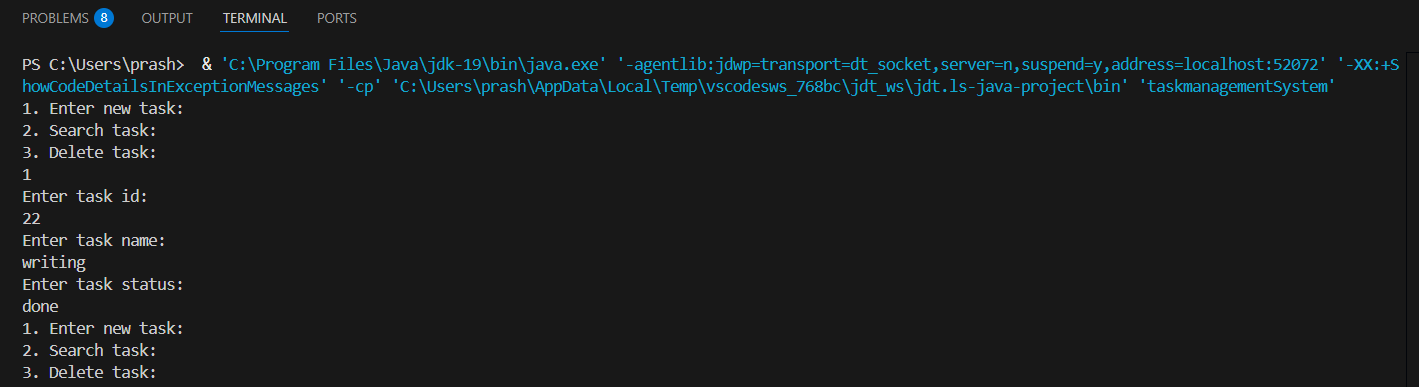 PROBLEMS 8 OUTPUT TERMINAL PORTS
PS C:\Users\prash>  & 'C:\Program Files\Java\jdk-19\bin\java.exe' '-agentlib:jdwp=transport=dt_socket,server=n,suspend=y,address=localhost:52072' '-XX:+S
howCodeDetailsInExceptionMessages' '-cp' 'C:\Users\prash\AppData\Local\Temp\vscodesws_768bc\jdt_ws\jdt.ls-java-project\bin' 'taskmanagementSystem'
1. Enter new task:
2. Search task:
3. Delete task:
1
Enter task id:
22
Enter task name:
writing
Enter task status:
done
1. Enter new task:
2. Search task:
3. Delete task: